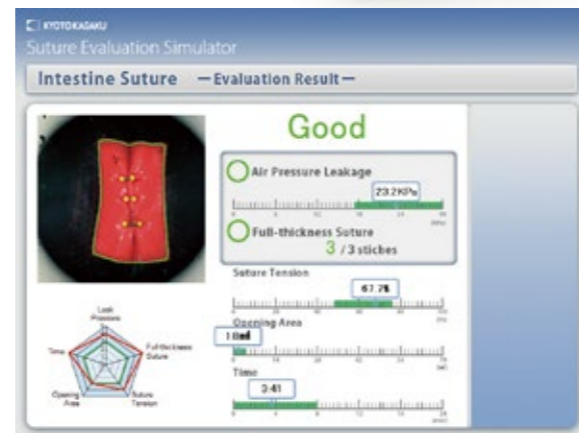 KYOTOKAGAKU
Suture Evaluation Simulator
Intestine Suture — Evaluation Result —
Good
Air Pressure Leakage
23.2KPa
Full-thickness Suture
3 / 3 stiches
Suture Tension
67.7%
Opening Area
Time
3:41
Leak
Pressure
Full-thickness
Suture
Suture
Tension
Opening
Area
Time